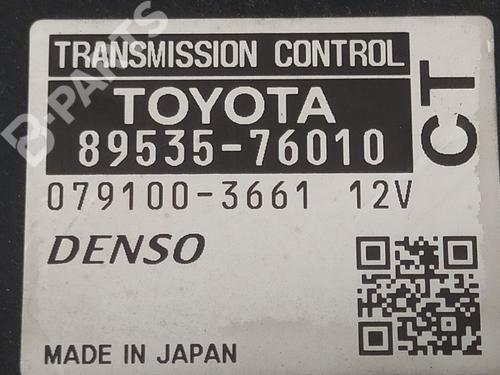 TRANSMISSION CONTROL
TOYOTA
89535-76010
CT
079100-3661 12V
DENSO
MADE IN JAPAN
B-PARTS